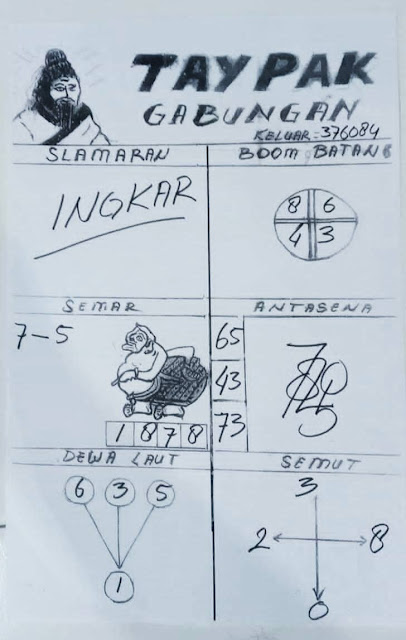 TAYPAK
GABUNGAN
KELUAR = 376084
SLAMARAN
BOOM BATANG
INGKAR
8 6
4 3
SEMAR
ANTASENA
7-5
65
43
73
1 8 7 8
DEWA LAUT
SEMUT
6 3 5
1
3
2 8
0